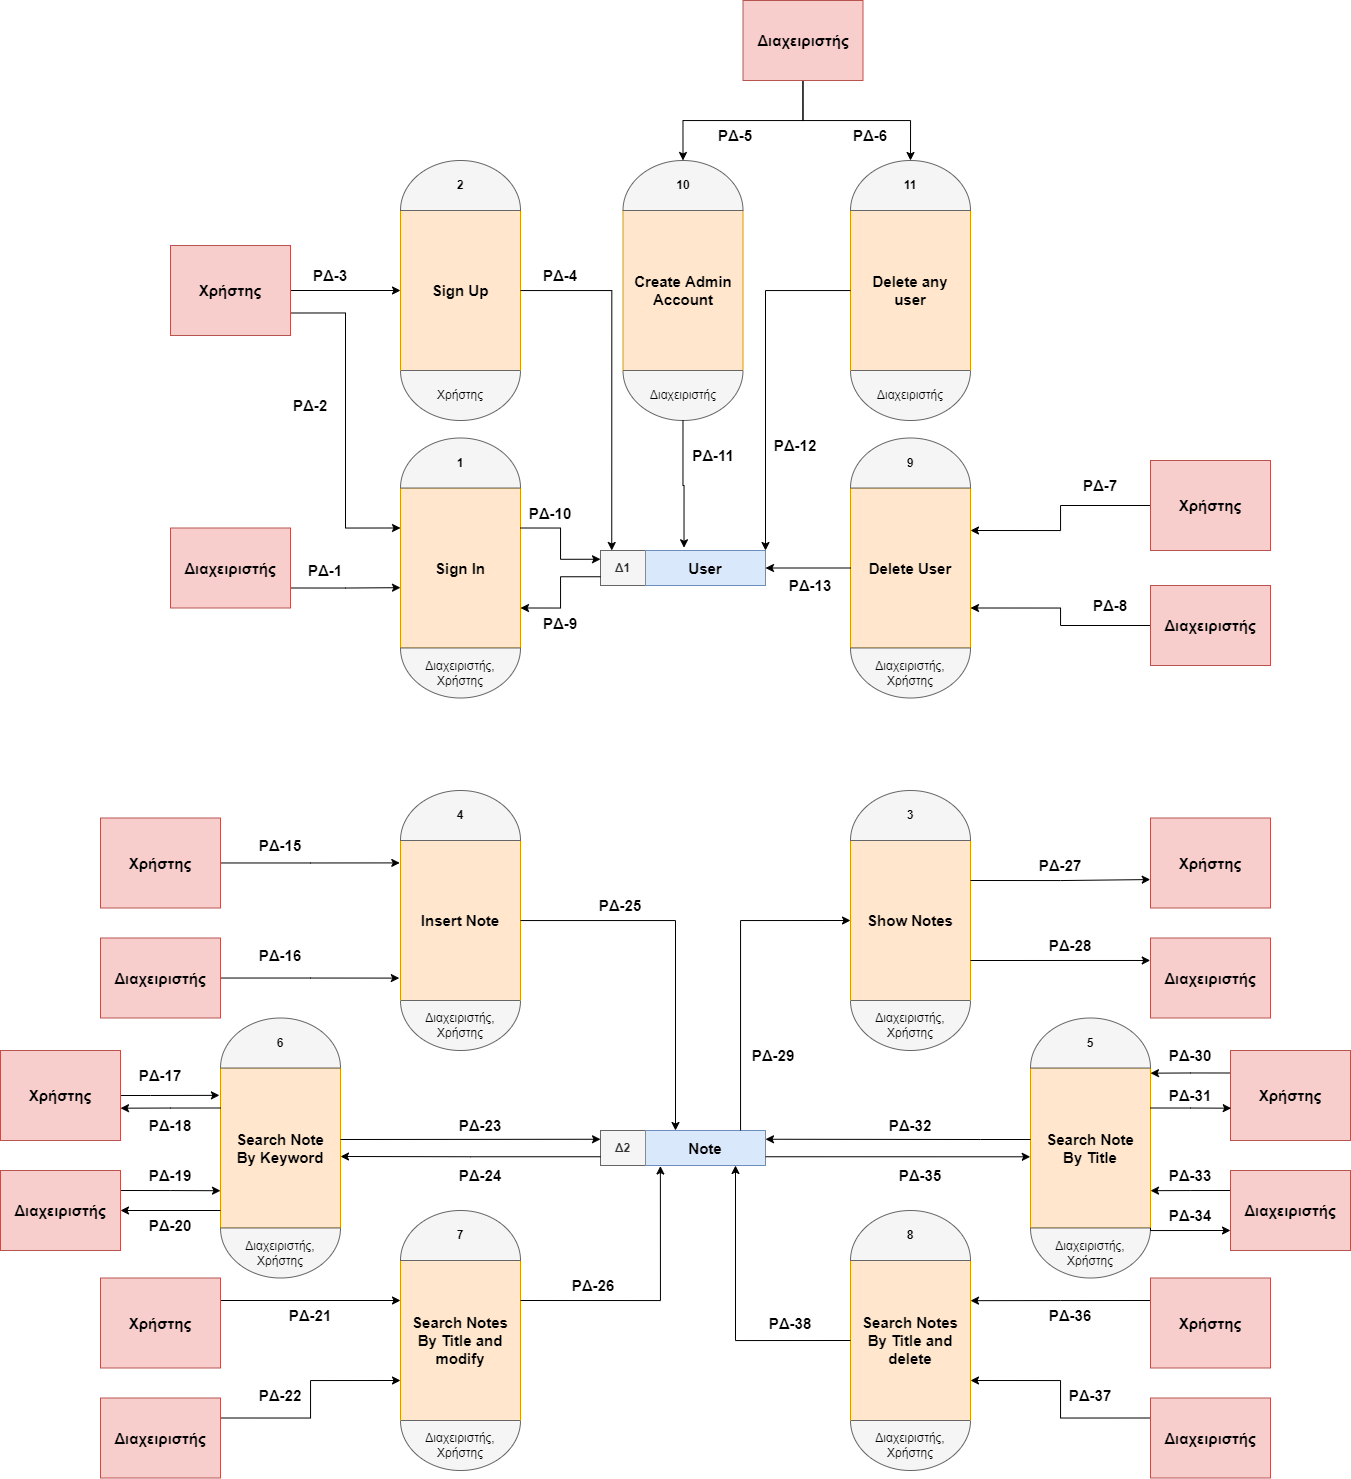 Διαχειριστής
ΡΔ-5
ΡΔ-6
2
10
11
Χρήστης
ΡΔ-3
Sign Up
ΡΔ-4
Create Admin
Account
Delete any
user
Χρήστης
Διαχειριστής
Διαχειριστής
ΡΔ-2
ΡΔ-11
ΡΔ-12
1
9
ΡΔ-7
Χρήστης
ΡΔ-10
Διαχειριστής
ΡΔ-1
Sign In
Δ1
User
ΡΔ-13
Delete User
ΡΔ-9
ΡΔ-8
Διαχειριστής
Διαχειριστής,
Χρήστης
Διαχειριστής,
Χρήστης
4
3
Χρήστης
ΡΔ-15
ΡΔ-27
Χρήστης
Insert Note
ΡΔ-25
Show Notes
Διαχειριστής
ΡΔ-16
ΡΔ-28
Διαχειριστής
Διαχειριστής,
Χρήστης
Διαχειριστής,
Χρήστης
6
5
ΡΔ-29
ΡΔ-30
Χρήστης
ΡΔ-17
ΡΔ-31
Χρήστης
ΡΔ-18
ΡΔ-23
ΡΔ-32
Search Note
By Keyword
Δ2
Note
Search Note
By Title
ΡΔ-19
ΡΔ-24
ΡΔ-35
ΡΔ-33
Διαχειριστής
ΡΔ-20
ΡΔ-34
Διαχειριστής
7
8
Διαχειριστής,
Χρήστης
Διαχειριστής,
Χρήστης
ΡΔ-26
Χρήστης
ΡΔ-21
ΡΔ-36
Χρήστης
Search Notes
By Title and
modify
ΡΔ-38
Search Notes
By Title and
delete
ΡΔ-22
ΡΔ-37
Διαχειριστής
Διαχειριστής
Διαχειριστής,
Χρήστης
Διαχειριστής,
Χρήστης